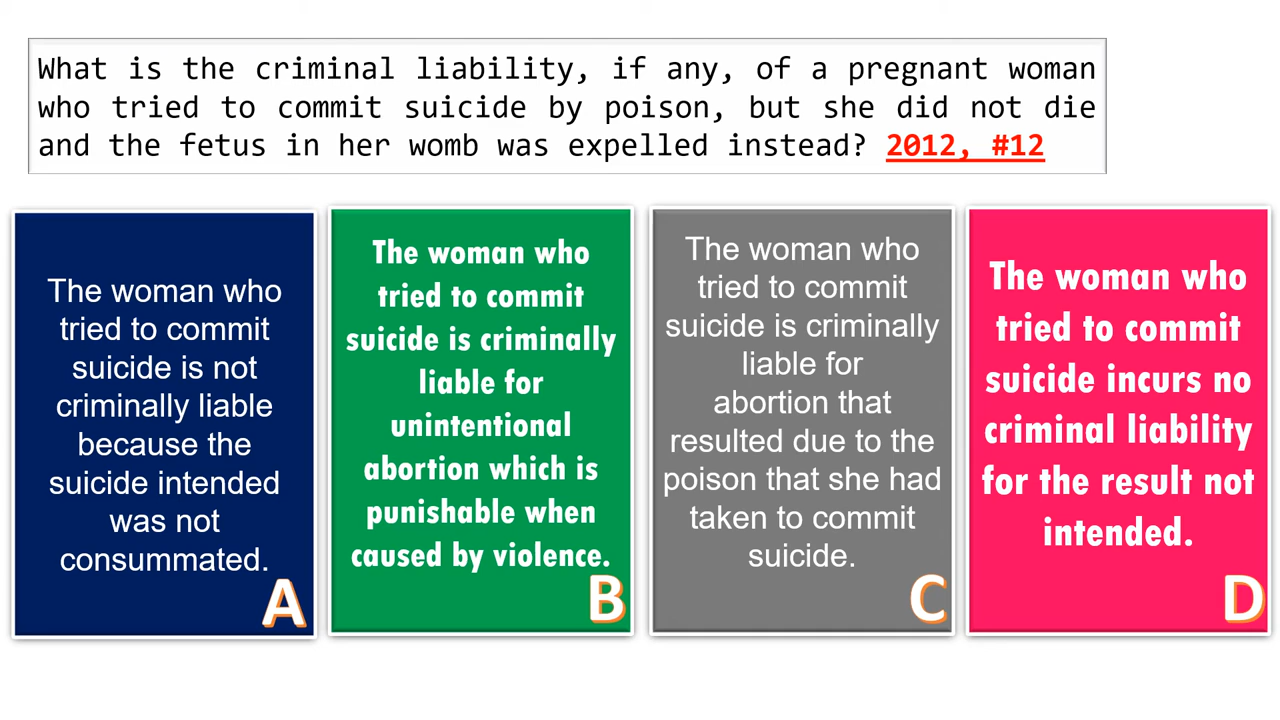 What is the criminal liability, if any, of a pregnant woman
who tried to commit suicide by poison, but she did not die
and the fetus in her womb was expelled instead? 2012, #12
The woman who
tried to commit
suicide is not
criminally liable
because the
suicide intended
was not
consummated.
A
The woman who
tried to commit
suicide is criminally
liable for
unintentional
abortion which is
punishable when
caused by violence.
B
The woman who
tried to commit
suicide is criminally
liable for
abortion that
resulted due to the
poison that she had
taken to commit
suicide.
C
The woman who
tried to commit
suicide incurs no
criminal liability
for the result not
intended.
D